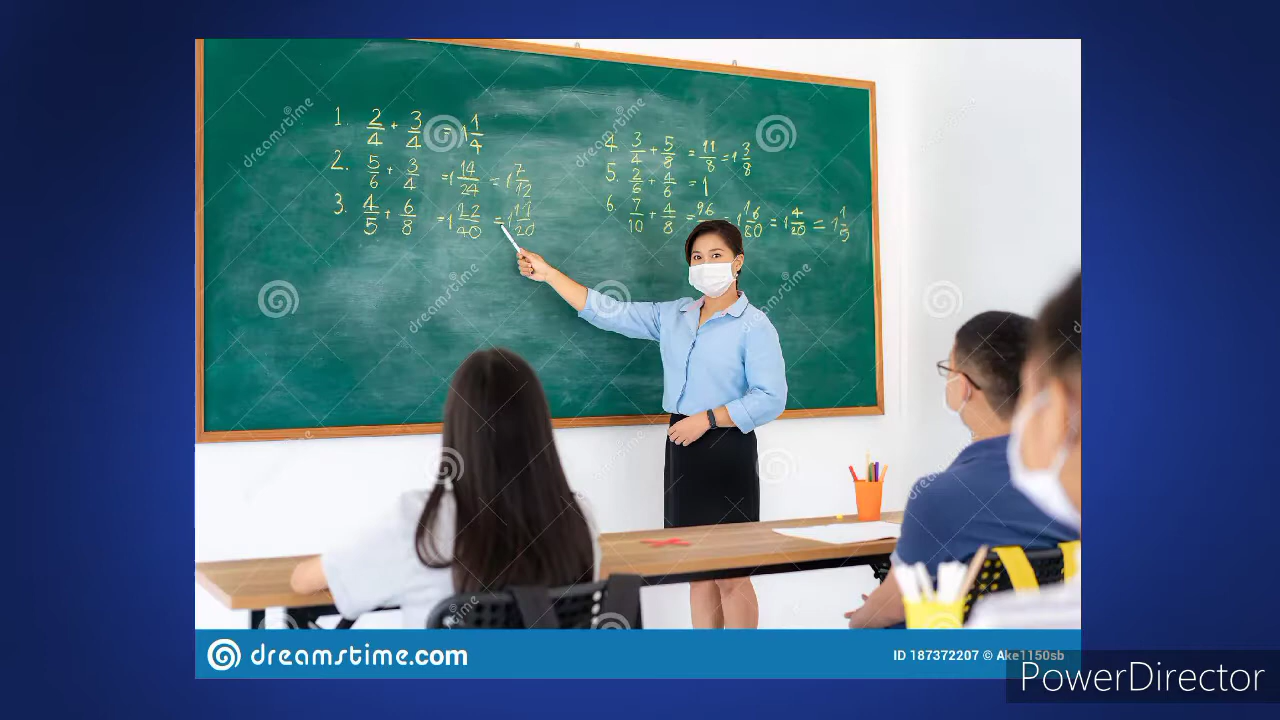 1. 2/4 + 3/4 = 1 1/4
2. 5/6 + 3/4 = 1 14/24 = 1 7/12
3. 4/5 + 6/8 = 1 22/40 = 1 11/20
4. 3/4 + 5/8 = 11/8 = 1 3/8
5. 2/6 + 4/6 = 1
6. 7/10 + 4/8 = 96 = 1 16/80 = 1 4/20 = 1 1/5
dreamstime.com
ID 187372207 © Ake1150sb
PowerDirector